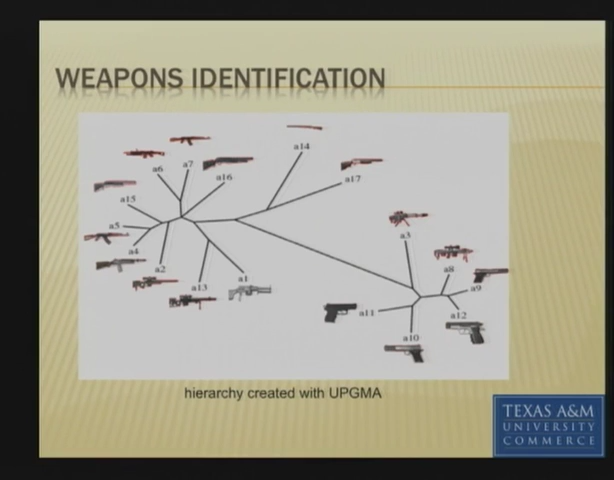 WEAPONS IDENTIFICATION
a14
a7
a6
a16
a17
a15
a5
a3
a4
a2
a8
a1
a13
a9
a11
a12
a10
hierarchy created with UPGMA
TEXAS A&M
UNIVERSITY
COMMERCE